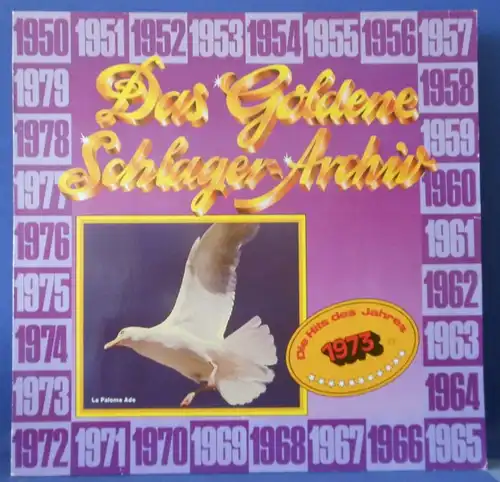 1950 1951 1952 1953 1954 1955 1956 1957
1979
1958
1978
1959
1977
1960
1976
1961
1975
1962
1974
1963
1973
1964
1972 1971 1970 1969 1968 1967 1966 1965
Das Goldene
Schlager-Archiv
Die Hits des Jahres
1973
La Paloma Ade